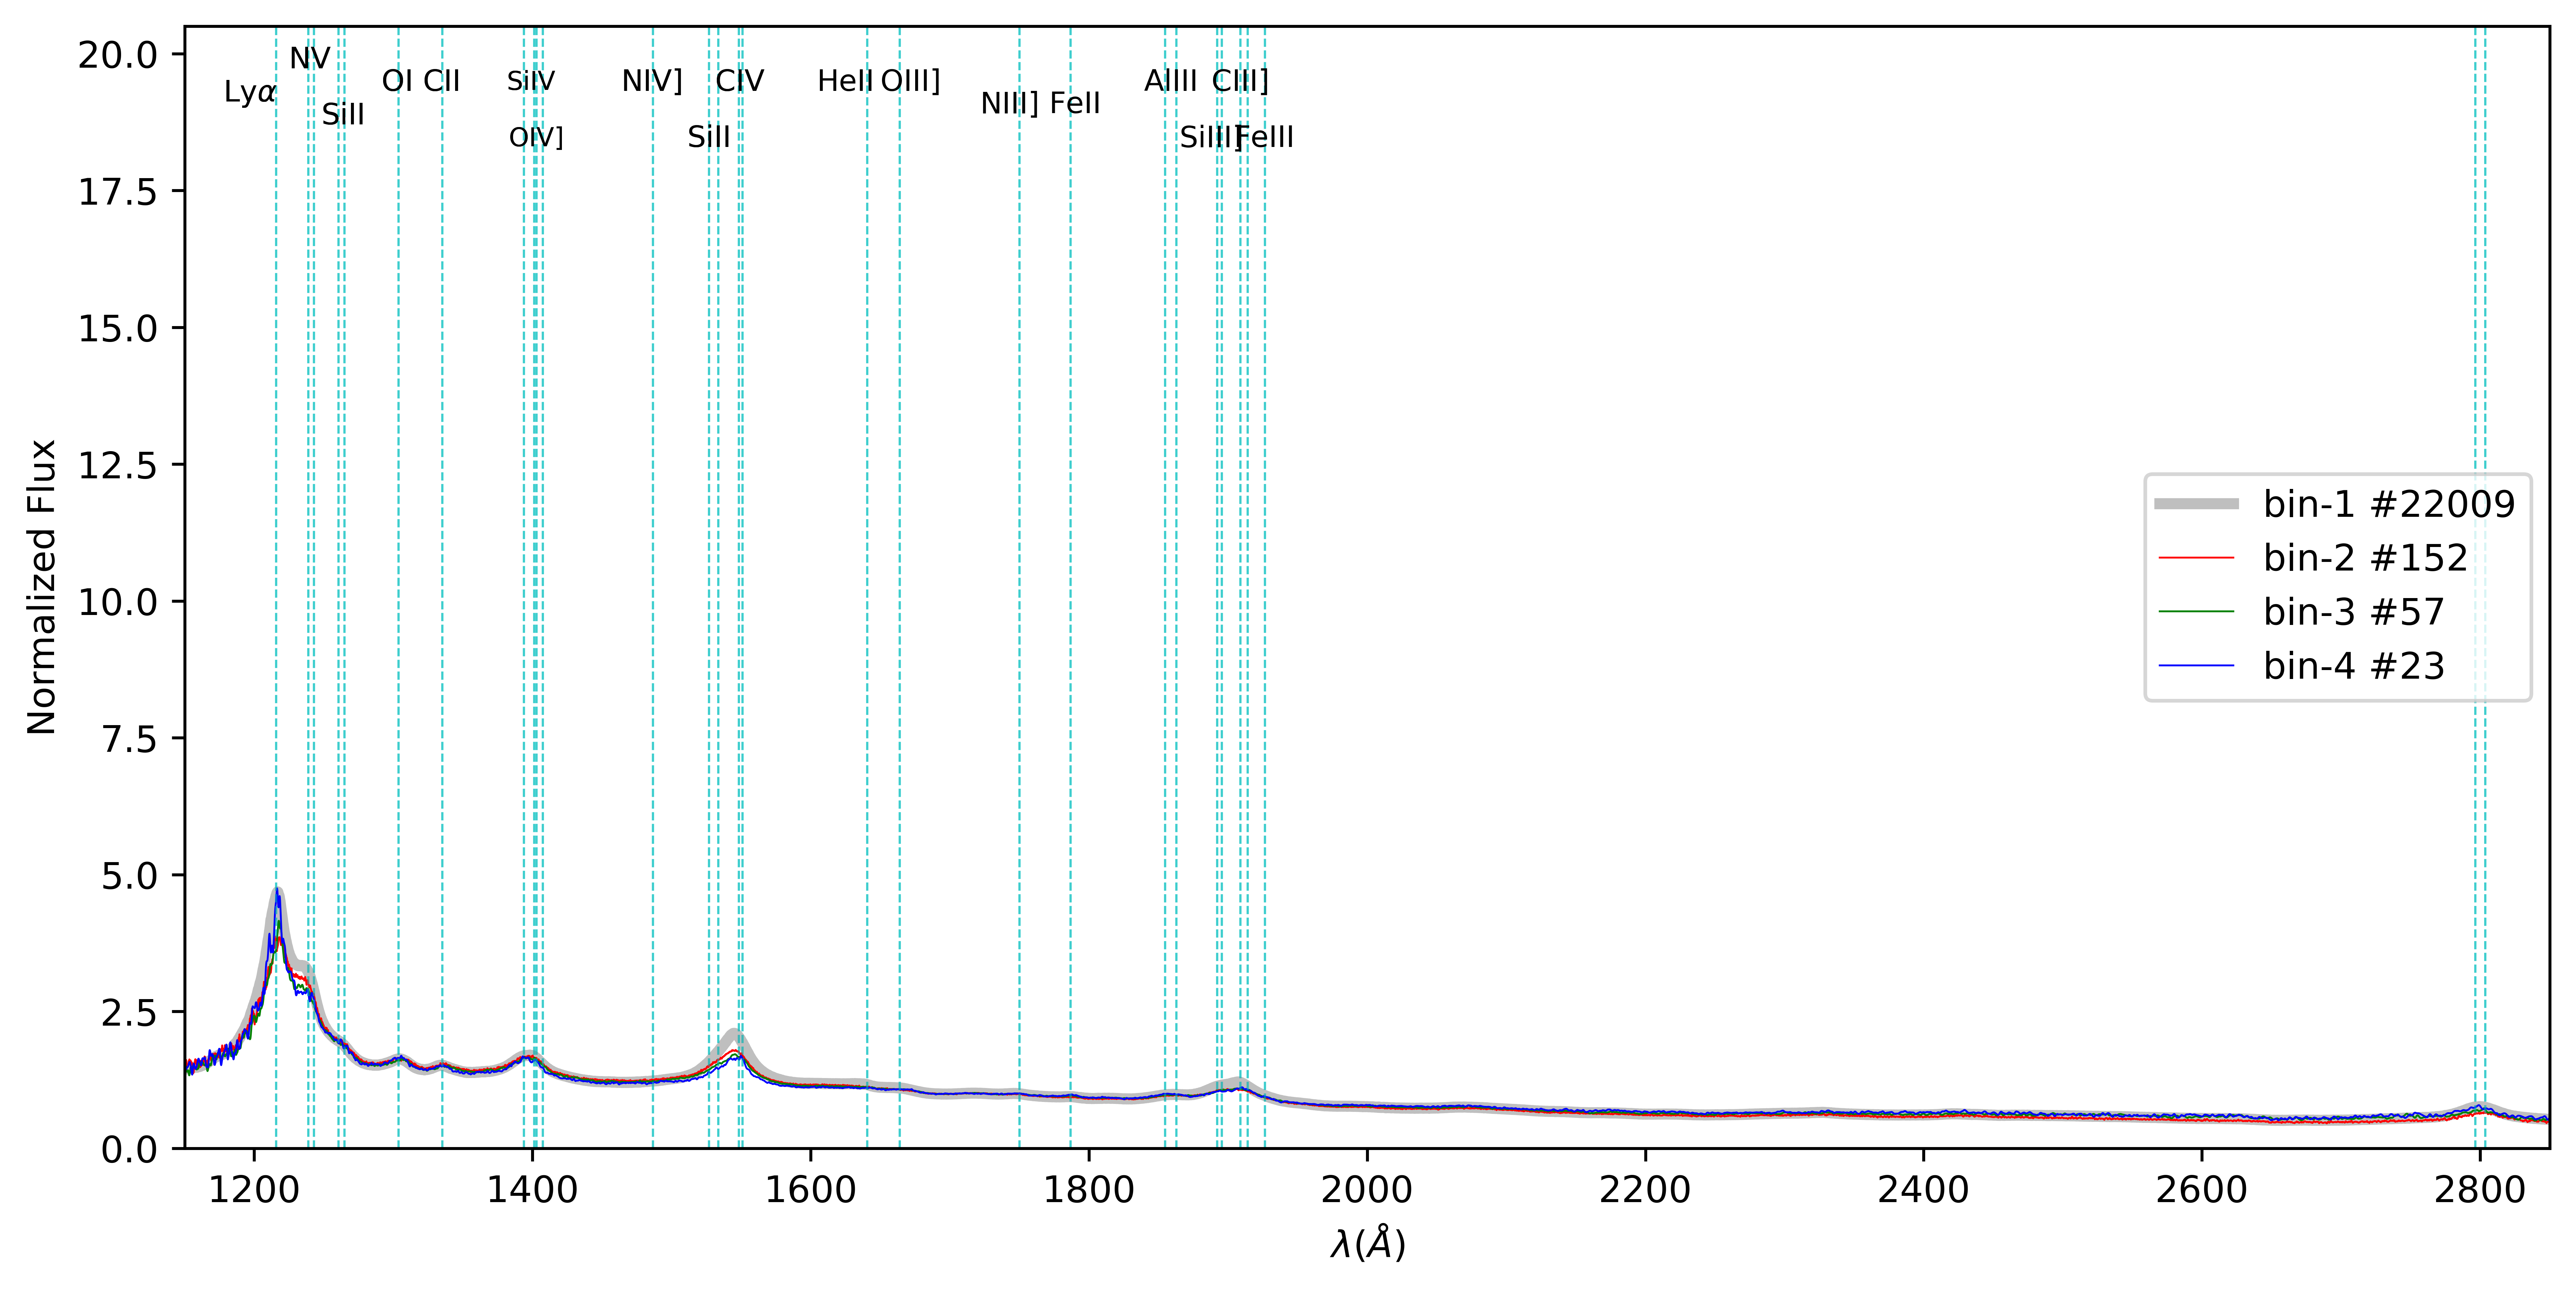 20.0
17.5
15.0
12.5
10.0
7.5
5.0
2.5
0.0
Normalized Flux
NV
Lyα
SiII
OI CII
SiIV
OIV]
NIV]
CIV
SiII
HeII OIII]
NIII] FeII
AlIII CIII]
SiIII]
FeIII
bin-1 #22009
bin-2 #152
bin-3 #57
bin-4 #23
1200 1400 1600 1800 2000 2200 2400 2600 2800
λ(Å)